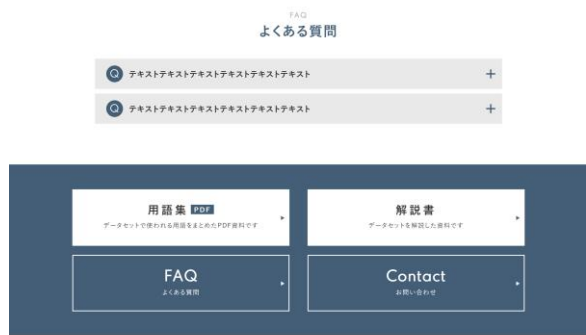 FAQ
よくある質問
Q テキストテキストテキストテキストテキストテキスト
Q テキストテキストテキストテキストテキストテキスト
用語集 PDF
データセットで使われる用語をまとめたPDF資料です
解説書
データセットを解説した資料です
FAQ
よくある質問
Contact
お問い合わせ